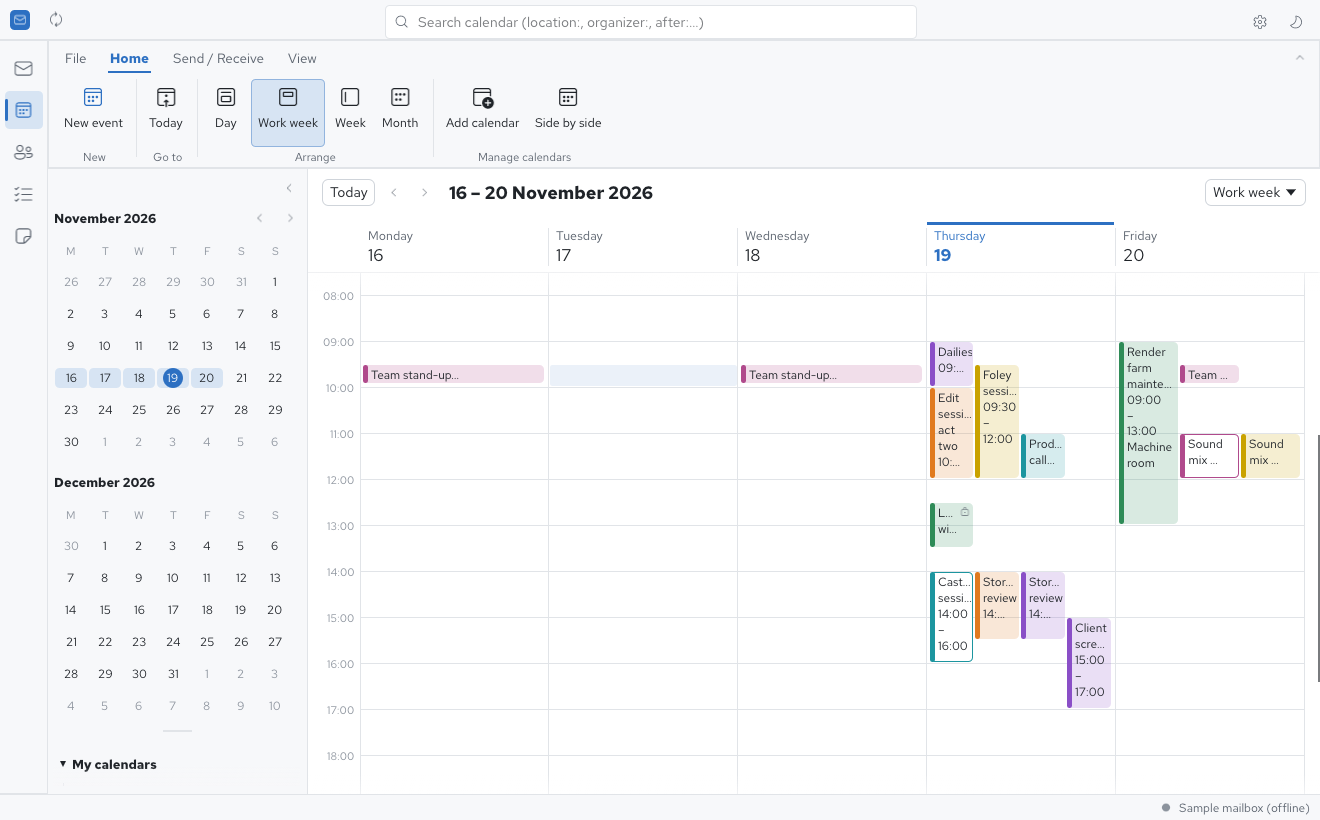 Search calendar (location:, organizer:, after:...)
File Home Send / Receive View
New event Today Day Work week Week Month Add calendar Side by side
New Go to Arrange Manage calendars
November 2026
M T W T F S S
26 27 28 29 30 31 1
2 3 4 5 6 7 8
9 10 11 12 13 14 15
16 17 18 19 20 21 22
23 24 25 26 27 28 29
30 1 2 3 4 5 6
December 2026
M T W T F S S
30 1 2 3 4 5 6
7 8 9 10 11 12 13
14 15 16 17 18 19 20
21 22 23 24 25 26 27
28 29 30 31 1 2 3
4 5 6 7 8 9 10
My calendars
Today 16 – 20 November 2026 Work week
Monday Tuesday Wednesday Thursday Friday
16 17 18 19 20
08:00
09:00
10:00
11:00
12:00
13:00
14:00
15:00
16:00
17:00
18:00
Team stand-up...
Team stand-up...
Dailies
09:...
Edit
sessi...
act
two
10:...
Foley
sessi...
09:30
–
12:00
Prod...
call...
L...
wi...
Cast...
sessi...
14:00
–
16:00
Stor...
review
14:...
Stor...
review
14:...
Client
scre...
15:00
–
17:00
Render
farm
mainte...
09:00
–
13:00
Machine
room
Team ...
Sound
mix ...
Sound
mix ...
Sample mailbox (offline)